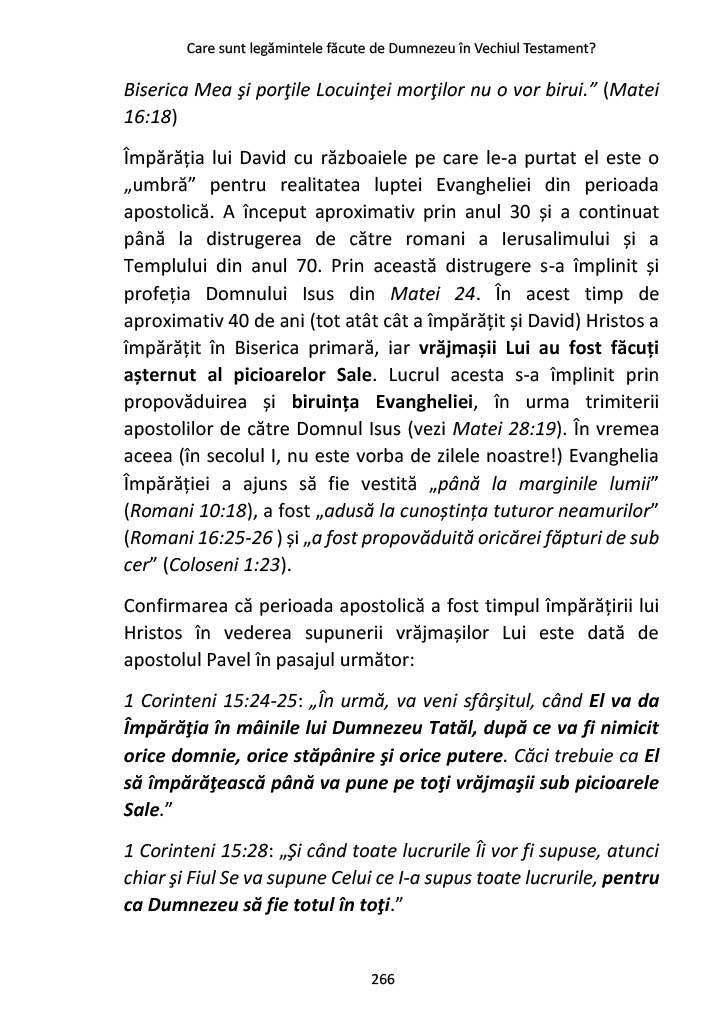 Care sunt legămintele făcute de Dumnezeu în Vechiul Testament?
Biserica Mea şi porţile Locuinţei morţilor nu o vor birui.” (Matei
16:18)
Împărăția lui David cu războaiele pe care le-a purtat el este o
„umbră” pentru realitatea luptei Evangheliei din perioada
apostolică. A început aproximativ prin anul 30 și a continuat
până la distrugerea de către romani a Ierusalimului și a
Templului din anul 70. Prin această distrugere s-a împlinit și
profeția Domnului Isus din Matei 24. În acest timp de
aproximativ 40 de ani (tot atât cât a împărățit și David) Hristos a
împărățit în Biserica primară, iar vrăjmașii Lui au fost făcuți
așternut al picioarelor Sale. Lucrul acesta s-a împlinit prin
propovăduirea și biruința Evangheliei, în urma trimiterii
apostolilor de către Domnul Isus (vezi Matei 28:19). În vremea
aceea (în secolul I, nu este vorba de zilele noastre!) Evanghelia
Împărăției a ajuns să fie vestită „până la marginile lumii”
(Romani 10:18), a fost „adusă la cunoștința tuturor neamurilor”
(Romani 16:25-26 ) și „a fost propovăduită oricărei făpturi de sub
cer” (Coloseni 1:23).
Confirmarea că perioada apostolică a fost timpul împărățirii lui
Hristos în vederea supunerii vrăjmașilor Lui este dată de
apostolul Pavel în pasajul următor:
1 Corinteni 15:24-25: „În urmă, va veni sfârşitul, când El va da
Împărăţia în mâinile lui Dumnezeu Tatăl, după ce va fi nimicit
orice domnie, orice stăpânire şi orice putere. Căci trebuie ca El
să împărăţească până va pune pe toţi vrăjmaşii sub picioarele
Sale.”
1 Corinteni 15:28: „Şi când toate lucrurile Îi vor fi supuse, atunci
chiar şi Fiul Se va supune Celui ce I-a supus toate lucrurile, pentru
ca Dumnezeu să fie totul în toţi.”
266